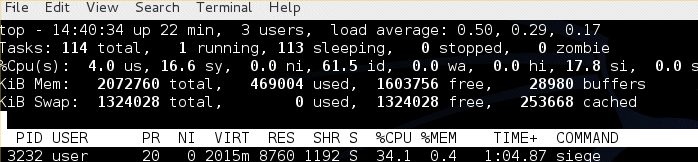 File Edit View Search Terminal Help
top - 14:40:34 up 22 min, 3 users, load average: 0.50, 0.29, 0.17
Tasks: 114 total, 1 running, 113 sleeping, 0 stopped, 0 zombie
%Cpu(s): 4.0 us, 16.6 sy, 0.0 ni, 61.5 id, 0.0 wa, 0.0 hi, 17.8 si, 0.0 s
KiB Mem: 2072760 total, 469004 used, 1603756 free, 28980 buffers
KiB Swap: 1324028 total, 0 used, 1324028 free, 253668 cached
PID USER PR NI VIRT RES SHR S %CPU %MEM TIME+ COMMAND
3232 user 20 0 2015m 8760 1192 S 34.1 0.4 1:04.87 siege